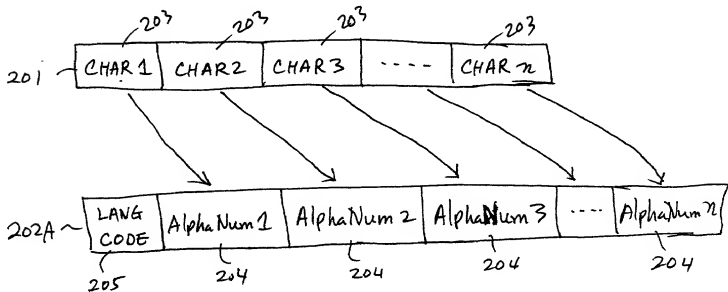 203 203 203 203
201 CHAR 1 CHAR 2 CHAR 3 ---- CHAR n
202A LANG CODE AlphaNum 1 AlphaNum 2 AlphaNum 3 ---- AlphaNum n
205 204 204 204 204